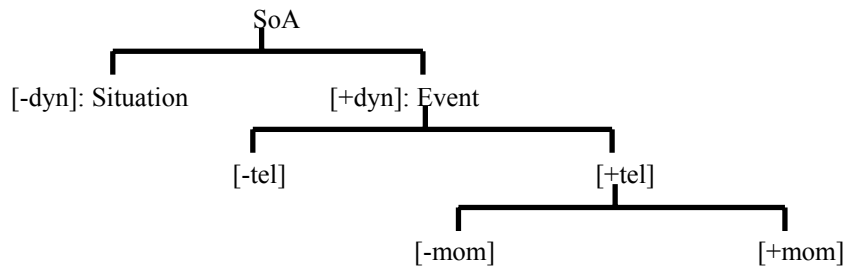 SoA
[-dyn]: Situation [+dyn]: Event
[-tel] [+tel]
[-mom] [+mom]